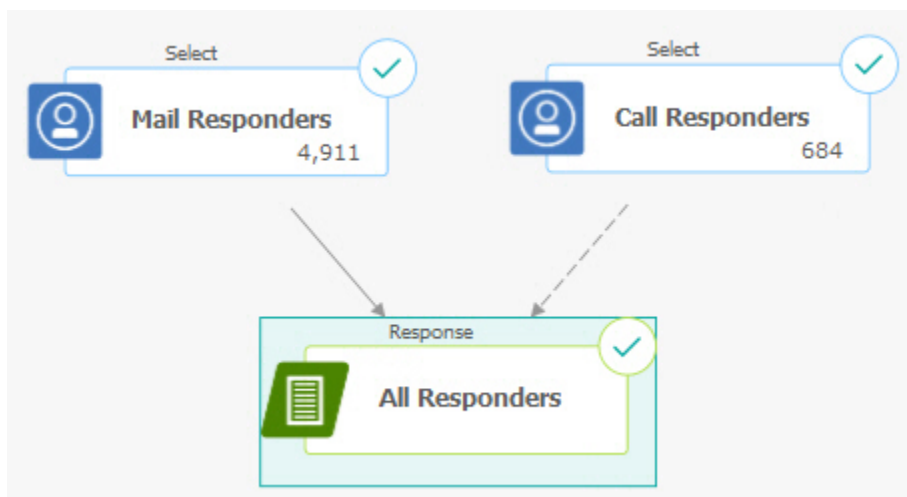 Select
Mail Responders
4,911
Select
Call Responders
684
Response
All Responders